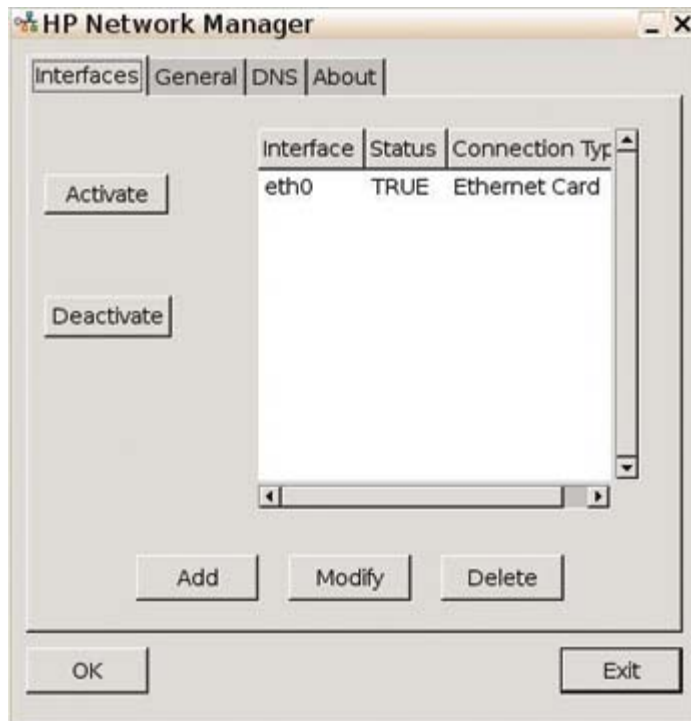 HP Network Manager
Interfaces General DNS About
Interface Status Connection Typ
eth0 TRUE Ethernet Card
Activate
Deactivate
Add Modify Delete
OK Exit